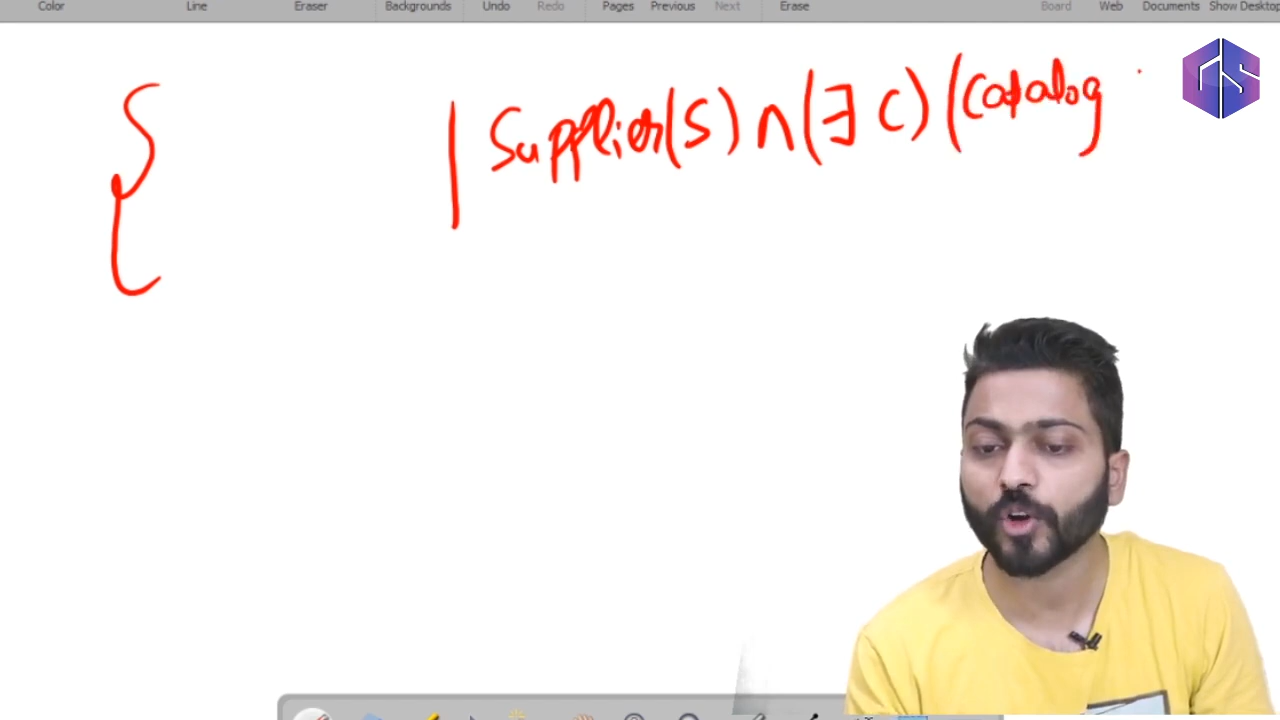 Color Line Eraser Backgrounds Undo Redo Pages Previous Next Erase Board Web Documents Show Desktop
{ | Supplier(S) ∧ (∃ C) (Catalog